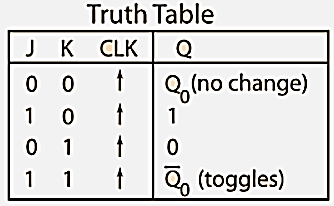 Truth Table
J K CLK Q
0 0 ↑ Q₀(no change)
1 0 ↑ 1
0 1 ↑ 0
1 1 ↑ Q̅₀ (toggles)